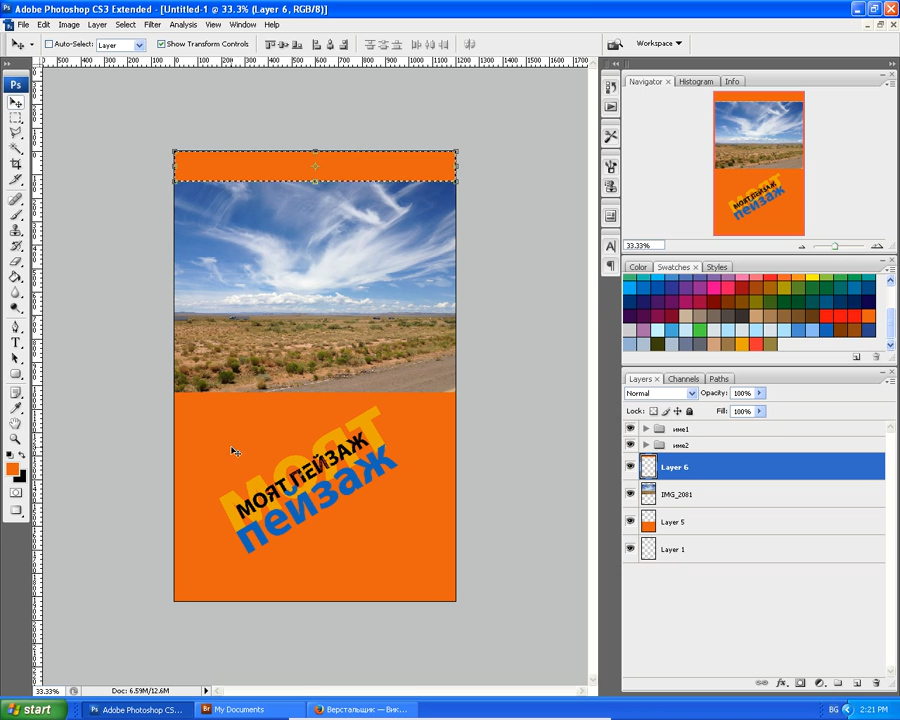 Adobe Photoshop CS3 Extended - [Untitled-1 @ 33.3% (Layer 6, RGB/8)]
File Edit Image Layer Select Filter Analysis View Window Help
Auto-Select: Layer Show Transform Controls Workspace
Ps
Navigator Histogram Info
33.33%
Color Swatches Styles
Layers Channels Paths
Normal Opacity: 100%
Lock: Fill: 100%
име1
име2
Layer 6
IMG_2081
Layer 5
Layer 1
МОЯТ
МОЯТ ПЕЙЗАЖ
пейзаж
33.33% Doc: 6.59M/12.6M
start Adobe Photoshop CS... My Documents Верстальщик — Вик... BG 2:21 PM